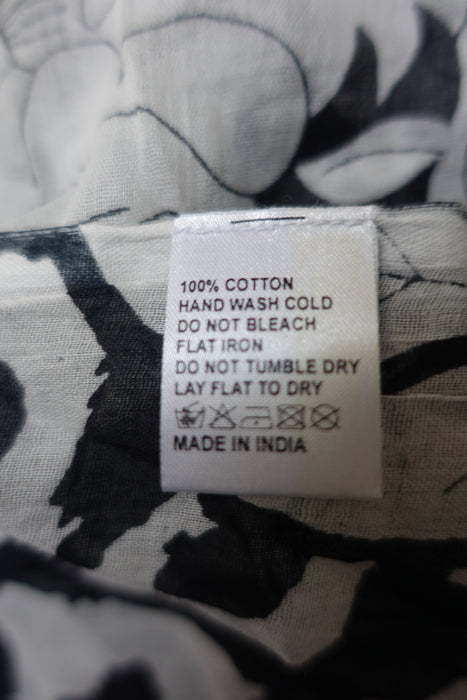 100% COTTON
HAND WASH COLD
DO NOT BLEACH
FLAT IRON
DO NOT TUMBLE DRY
LAY FLAT TO DRY
MADE IN INDIA